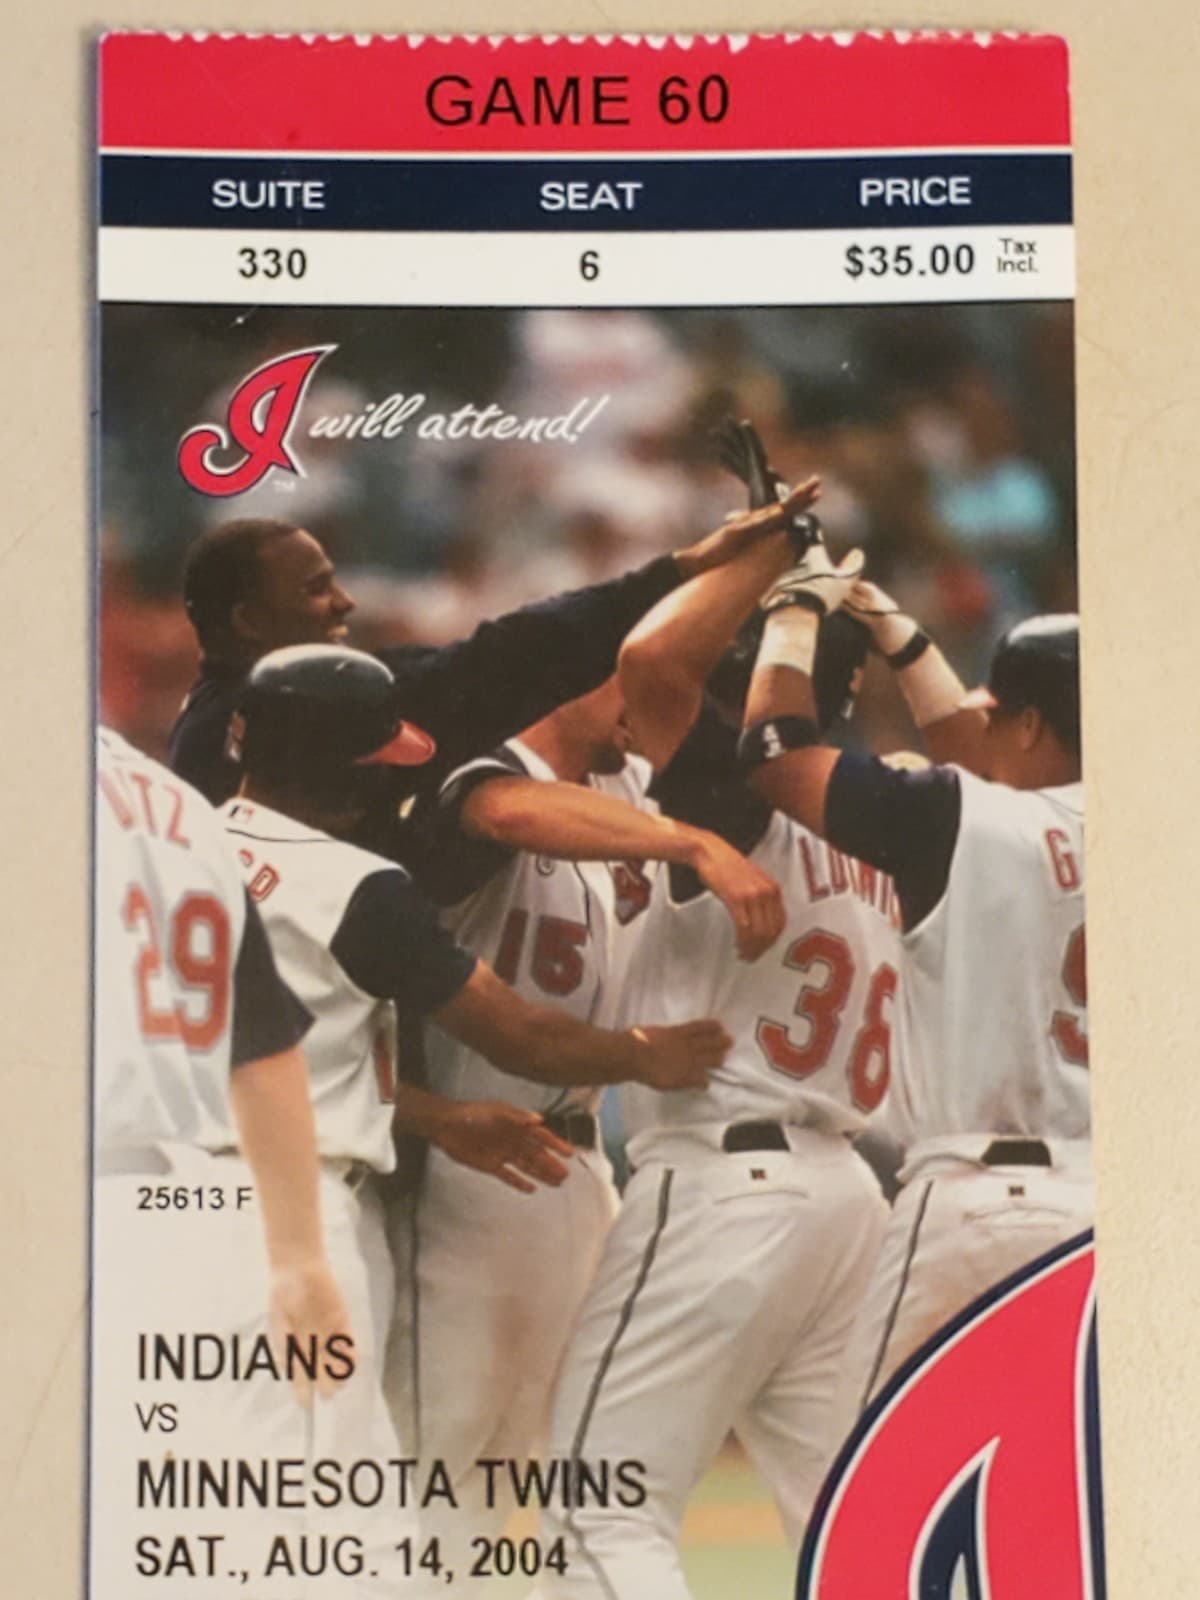 GAME 60
SUITE SEAT PRICE
330 6 $35.00 Tax Incl.
I will attend!
TM
29
15
38
25613 F
INDIANS
VS
MINNESOTA TWINS
SAT., AUG. 14, 2004